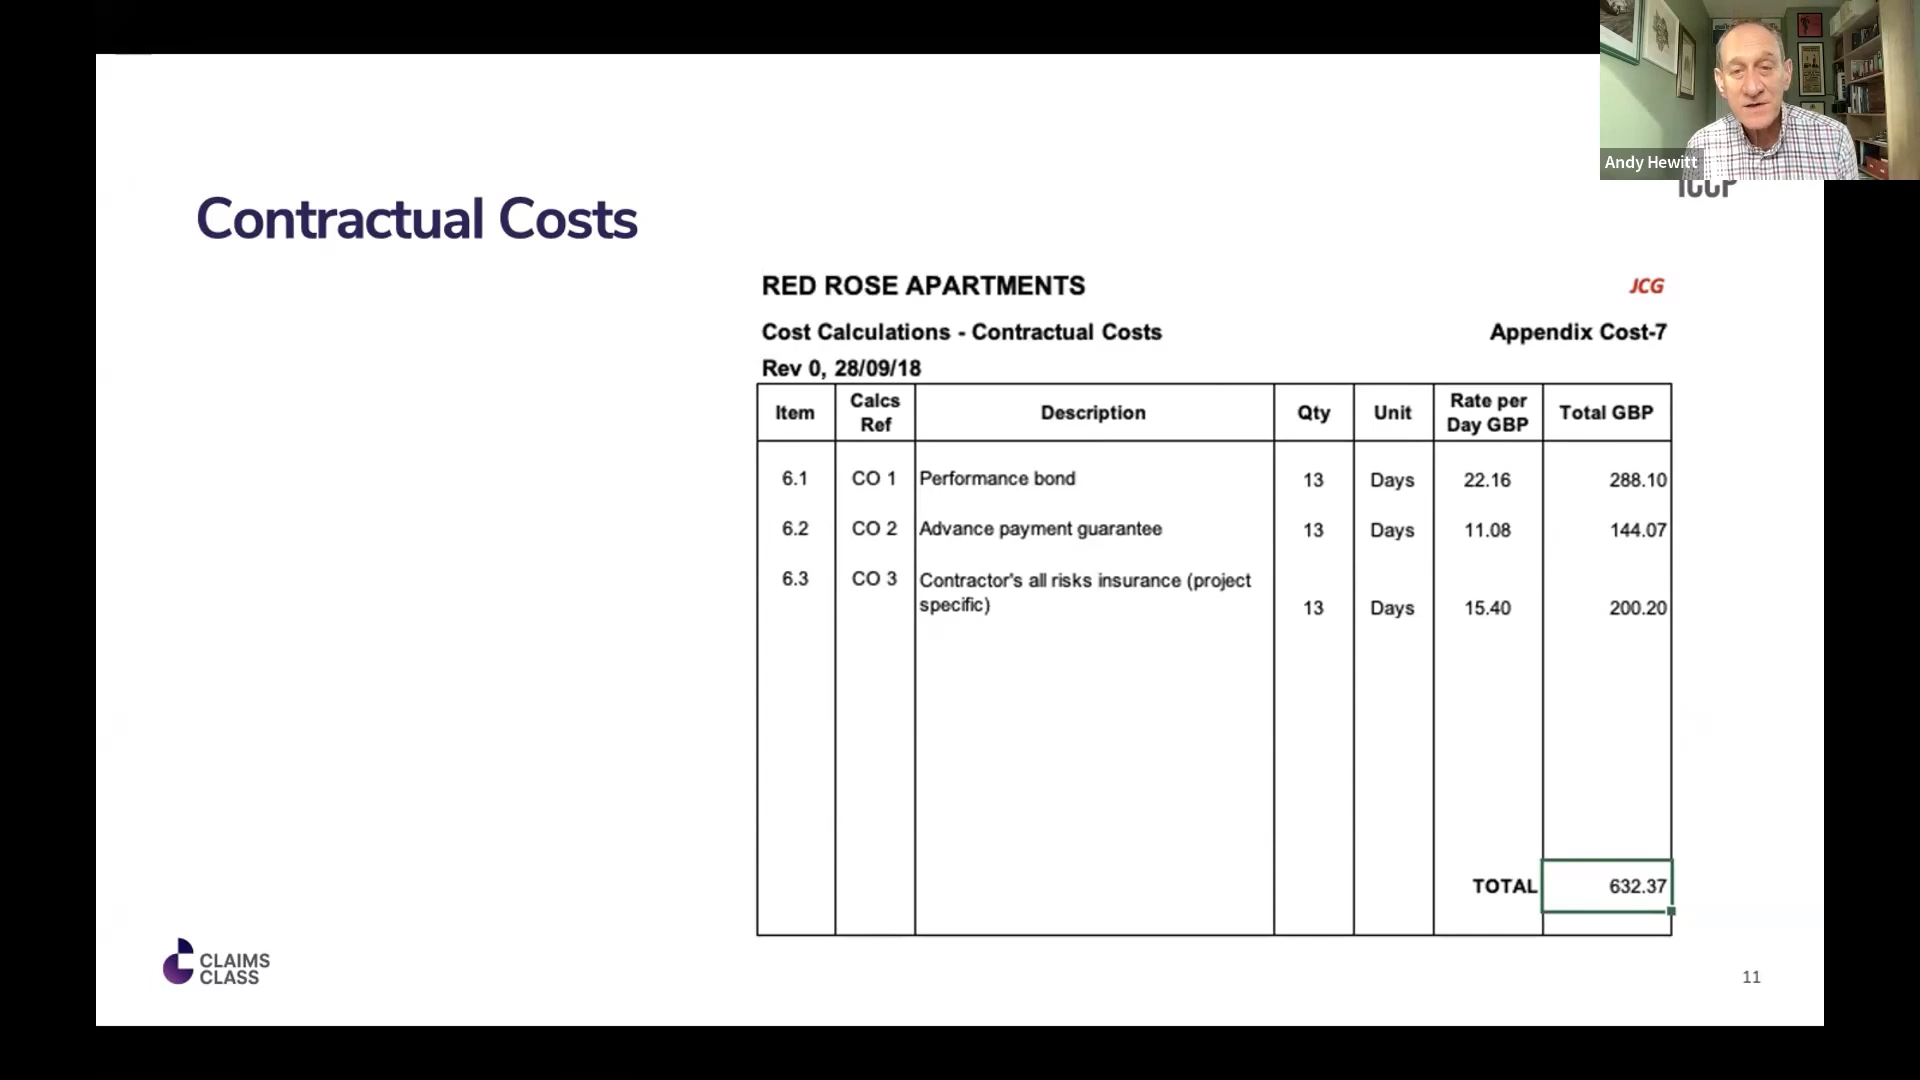 Andy Hewitt
ICCP
Contractual Costs
RED ROSE APARTMENTS
JCG
Cost Calculations - Contractual Costs
Appendix Cost-7
Rev 0, 28/09/18
Item Calcs Ref Description Qty Unit Rate per Day GBP Total GBP
6.1 CO 1 Performance bond 13 Days 22.16 288.10
6.2 CO 2 Advance payment guarantee 13 Days 11.08 144.07
6.3 CO 3 Contractor's all risks insurance (project
specific) 13 Days 15.40 200.20
TOTAL 632.37
CLAIMS
CLASS
11